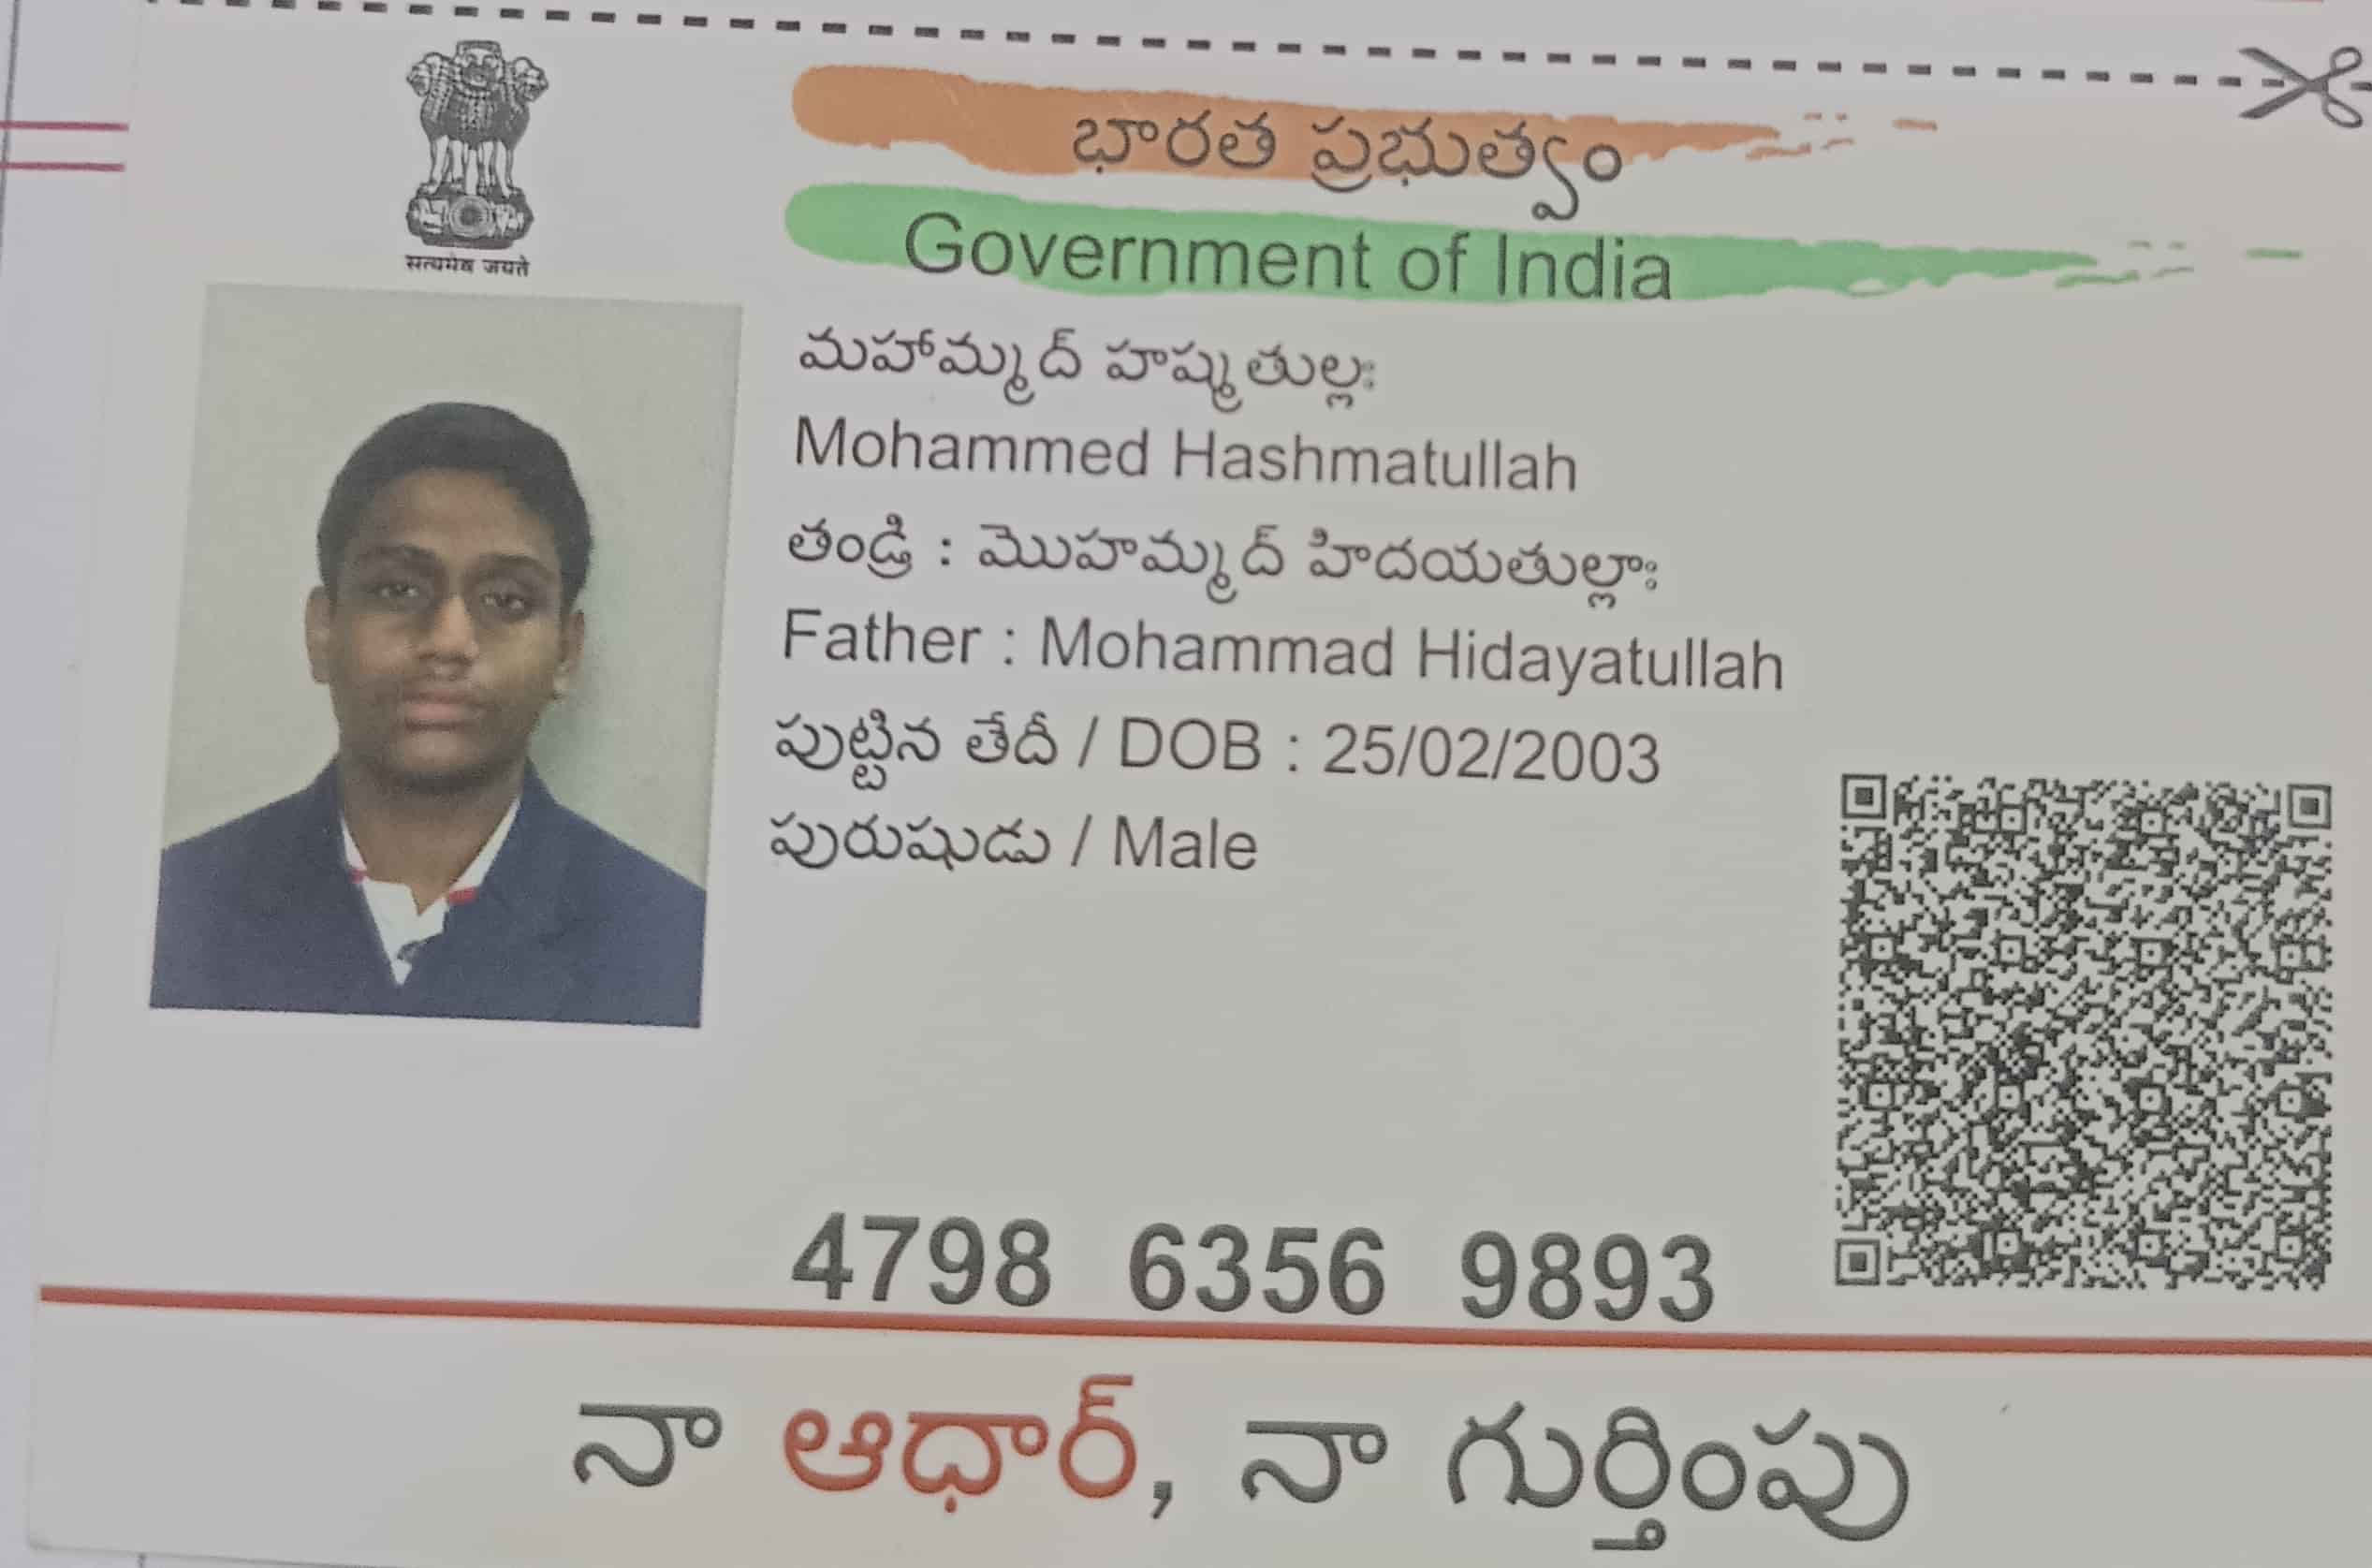 सत्यमेव जयते
భారత ప్రభుత్వం
Government of India
మహామ్మద్ హష్మతుల్లః
Mohammed Hashmatullah
తండ్రి : మొహమ్మద్ హిదయతుల్లాః
Father : Mohammad Hidayatullah
పుట్టిన తేదీ / DOB : 25/02/2003
పురుషుడు / Male
4798 6356 9893
నా ఆధార్, నా గుర్తింపు